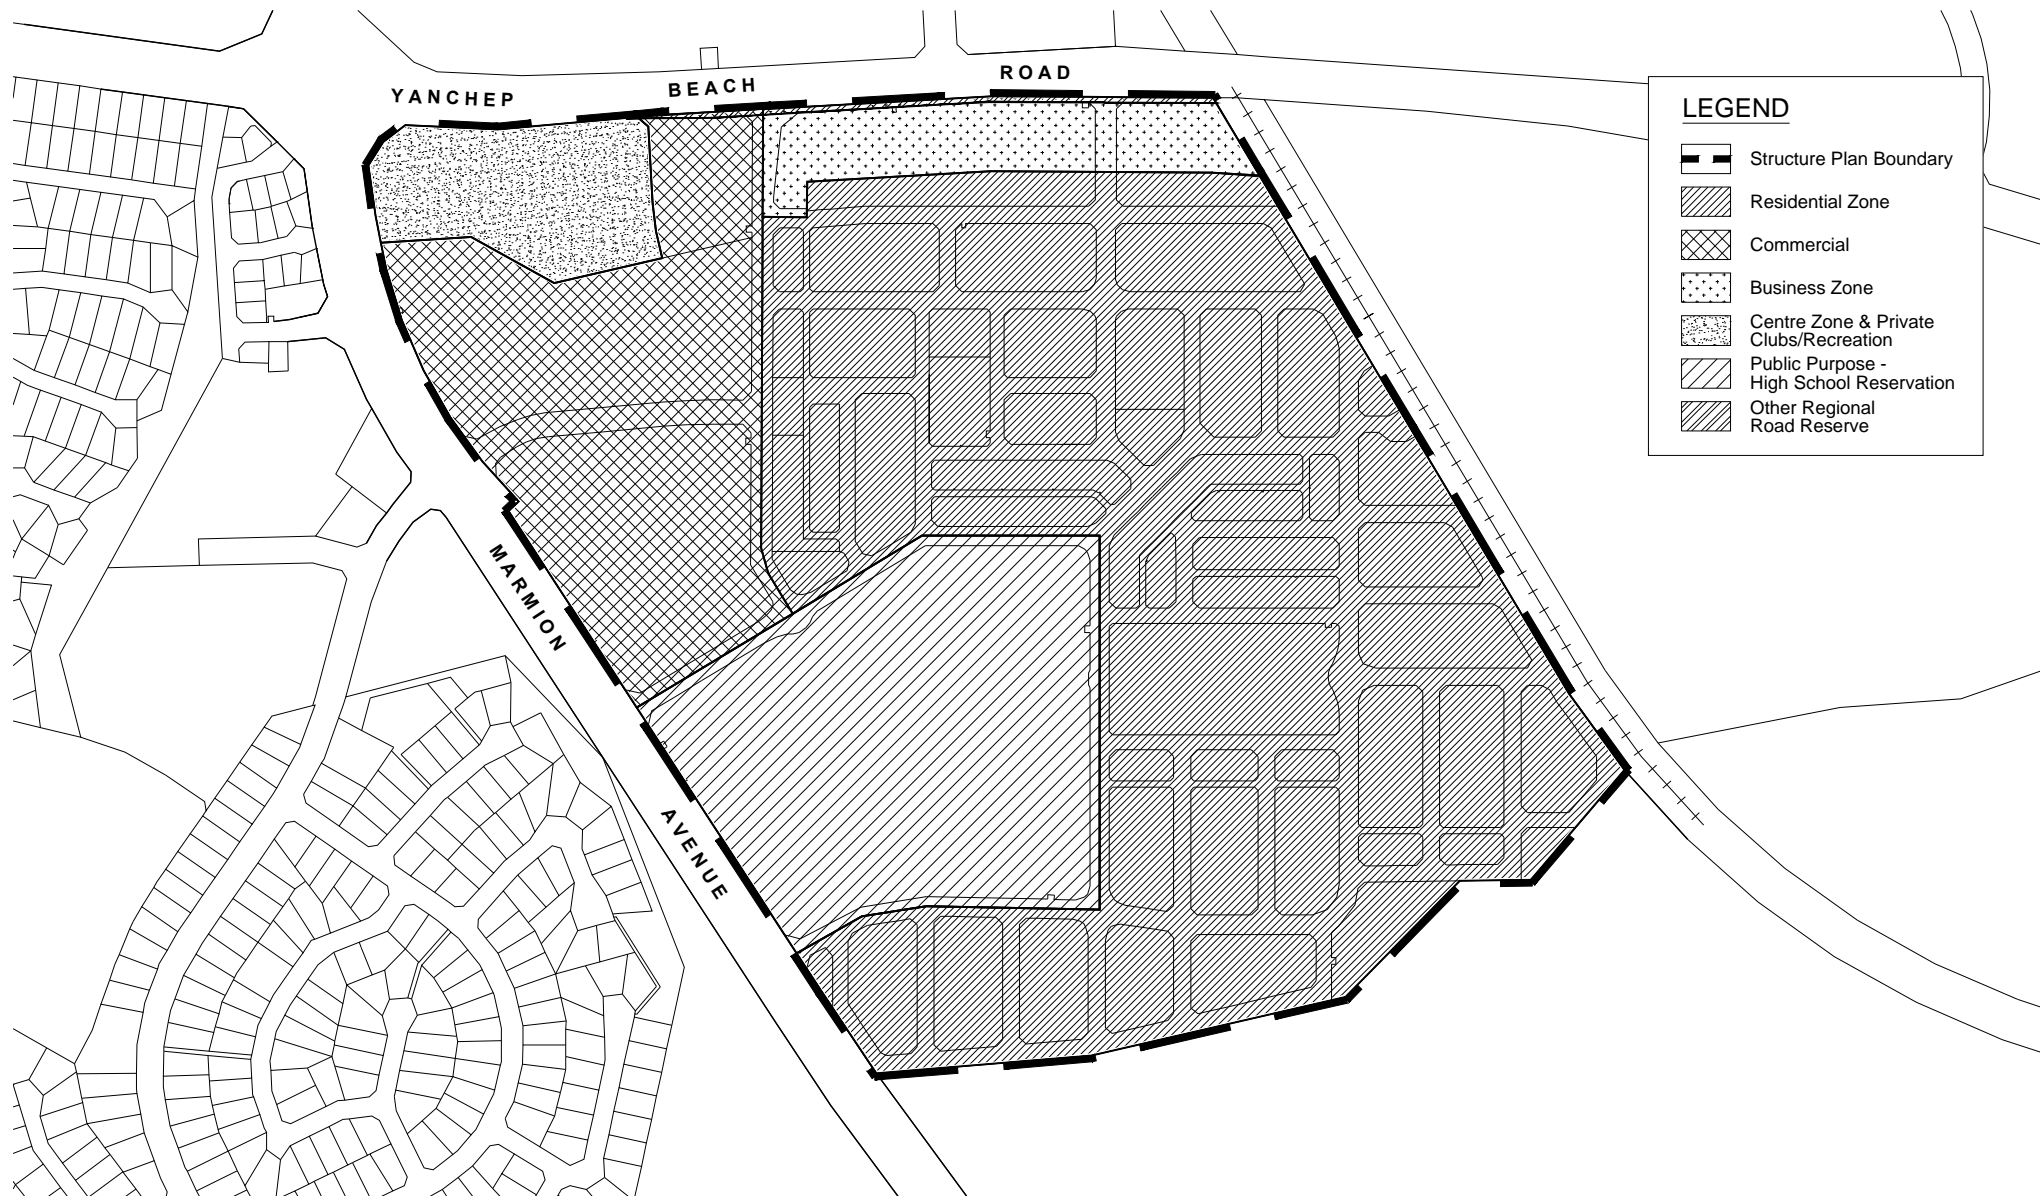 YANCHEP BEACH ROAD
LEGEND
Structure Plan Boundary
Residential Zone
Commercial
Business Zone
Centre Zone & Private
Clubs/Recreation
Public Purpose -
High School Reservation
Other Regional
Road Reserve
MARMION
AVENUE